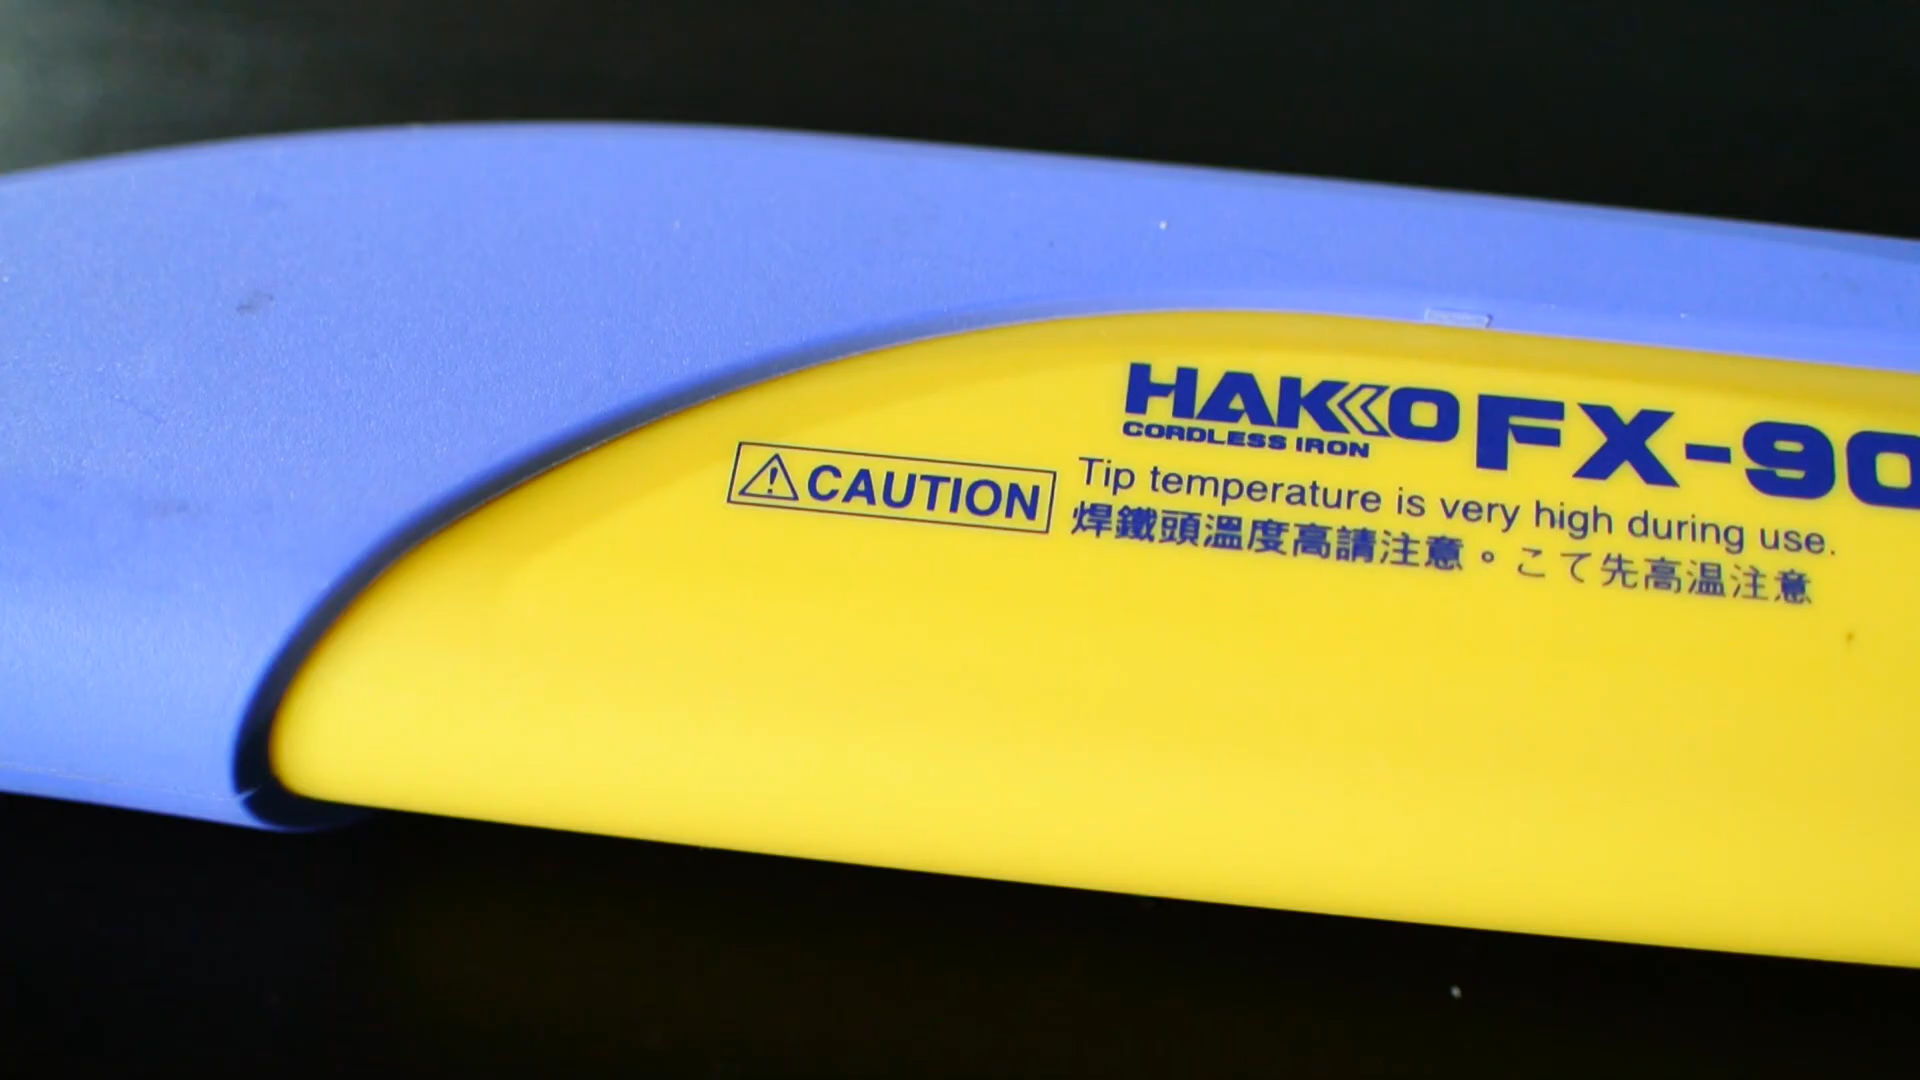 HAKKO FX-90
CORDLESS IRON
⚠CAUTION Tip temperature is very high during use.
焊鐵頭溫度高請注意。こて先高温注意